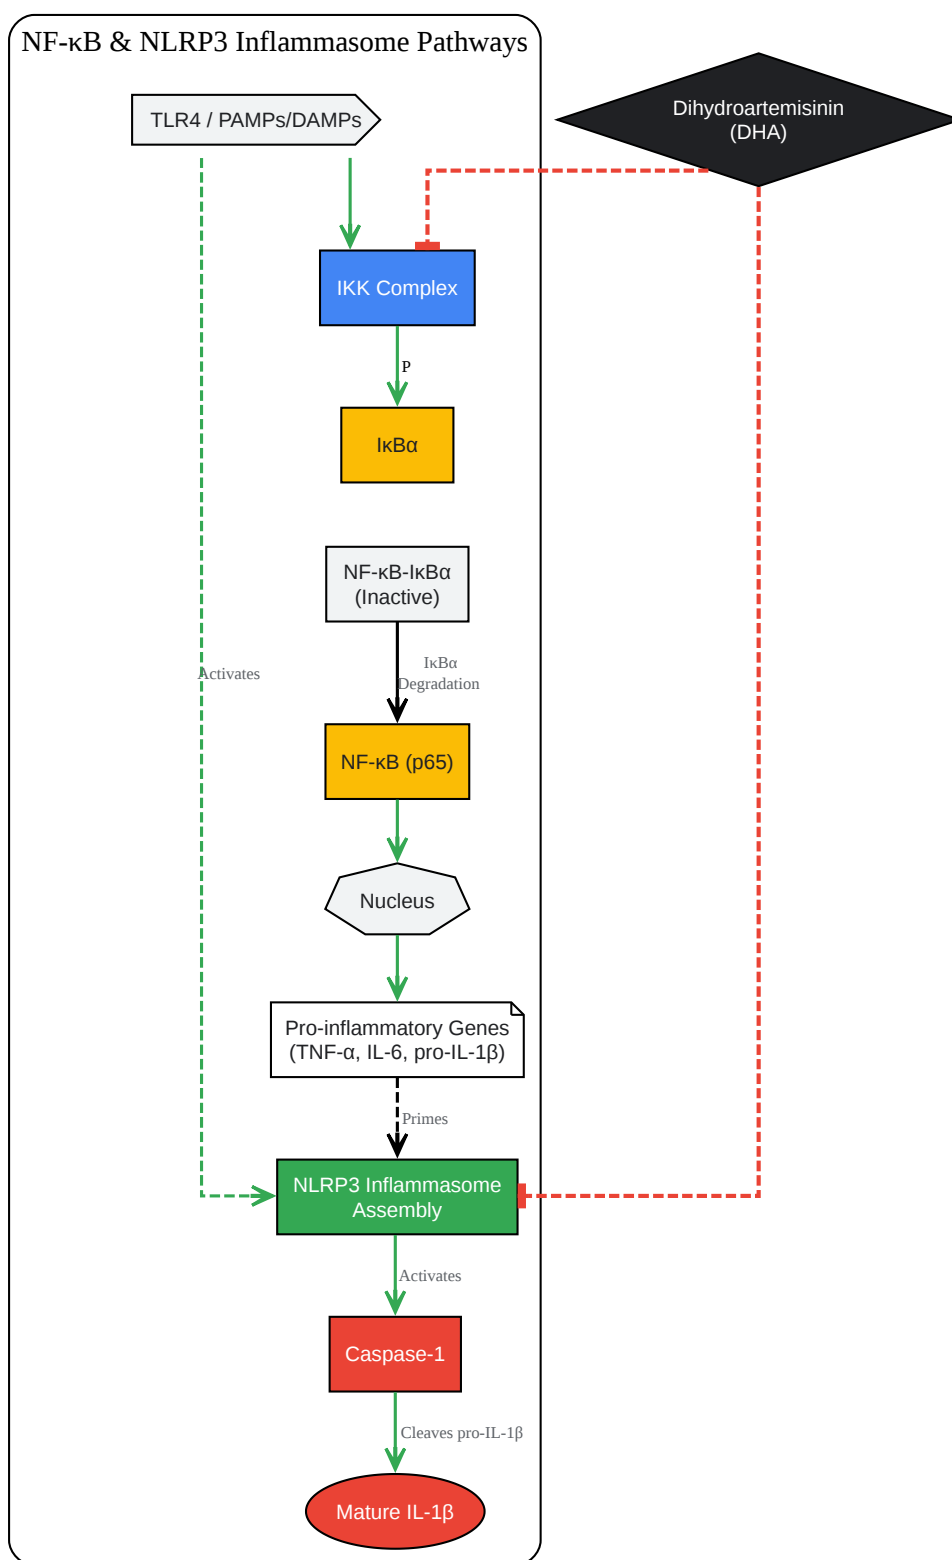 NF-κB & NLRP3 Inflammasome Pathways
TLR4 / PAMPs/DAMPs
Dihydroartemisinin
(DHA)
IKK Complex
P
IκBα
NF-κB-IκBα
(Inactive)
Activates
IκBα
Degradation
NF-κB (p65)
Nucleus
Pro-inflammatory Genes
(TNF-α, IL-6, pro-IL-1β)
Primes
NLRP3 Inflammasome
Assembly
Activates
Caspase-1
Cleaves pro-IL-1β
Mature IL-1β